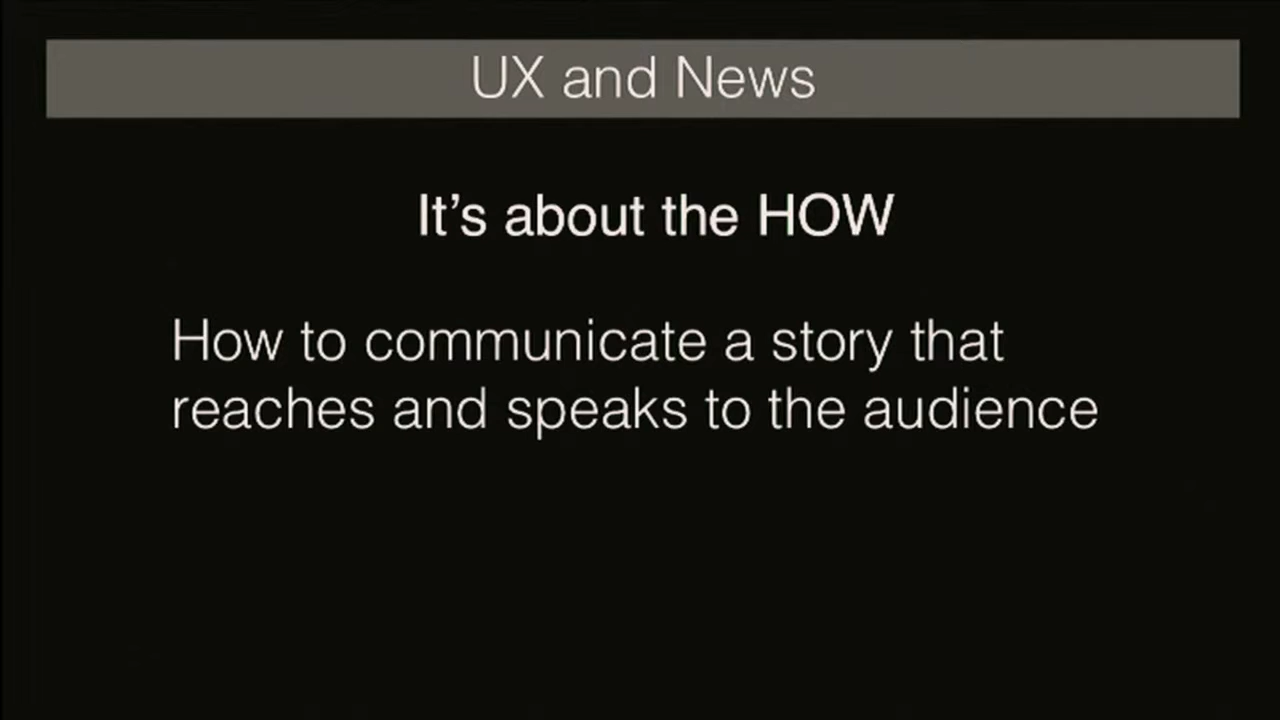 UX and News
It’s about the HOW
How to communicate a story that
reaches and speaks to the audience